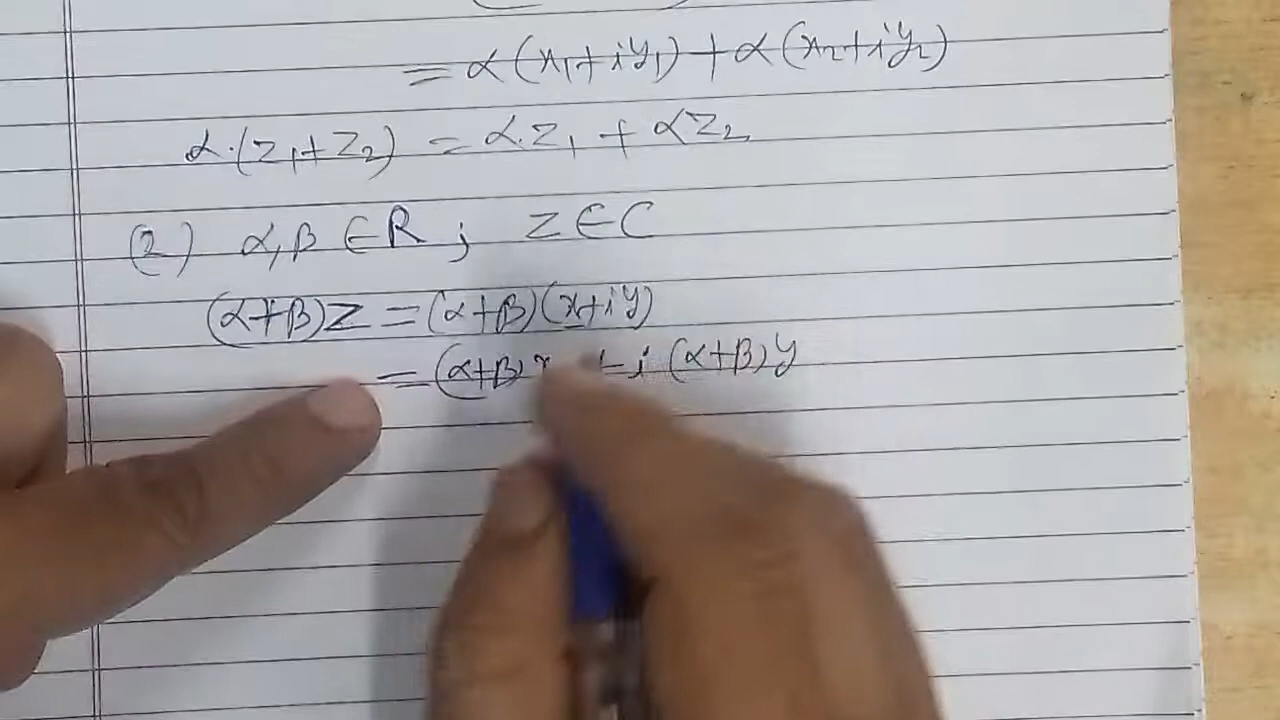 = α(x₁+iy₁)+α(x₂+iy₂)
α.(z₁+z₂) = α.z₁ + αz₂
(2) α,β ∈ R ; z ∈ C
(α+β)z = (α+β)(x+iy)
= (α+β)x + i(α+β)y